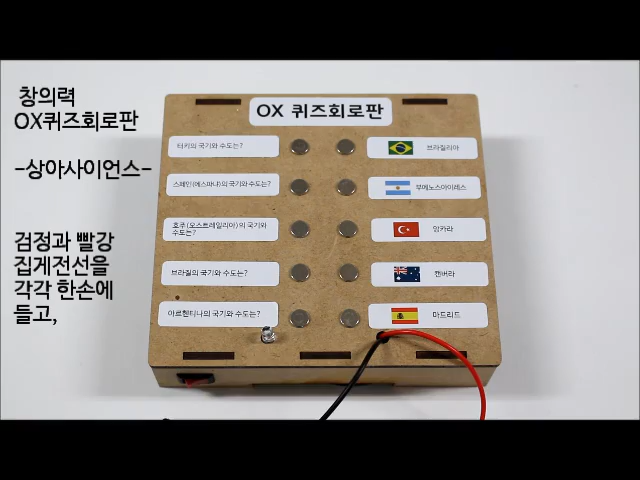 창의력
OX퀴즈회로판
-상아사이언스-
검정과 빨강
집게전선을
각각 한손에
들고,
OX 퀴즈회로판
터키의 국기와 수도는?
브라질리아
스페인(에스파냐)의 국기와 수도는?
부에노스아이레스
호주(오스트레일리아)의 국기와
수도는?
앙카라
브라질의 국기와 수도는?
캔버라
아르헨티나의 국기와 수도는?
마드리드